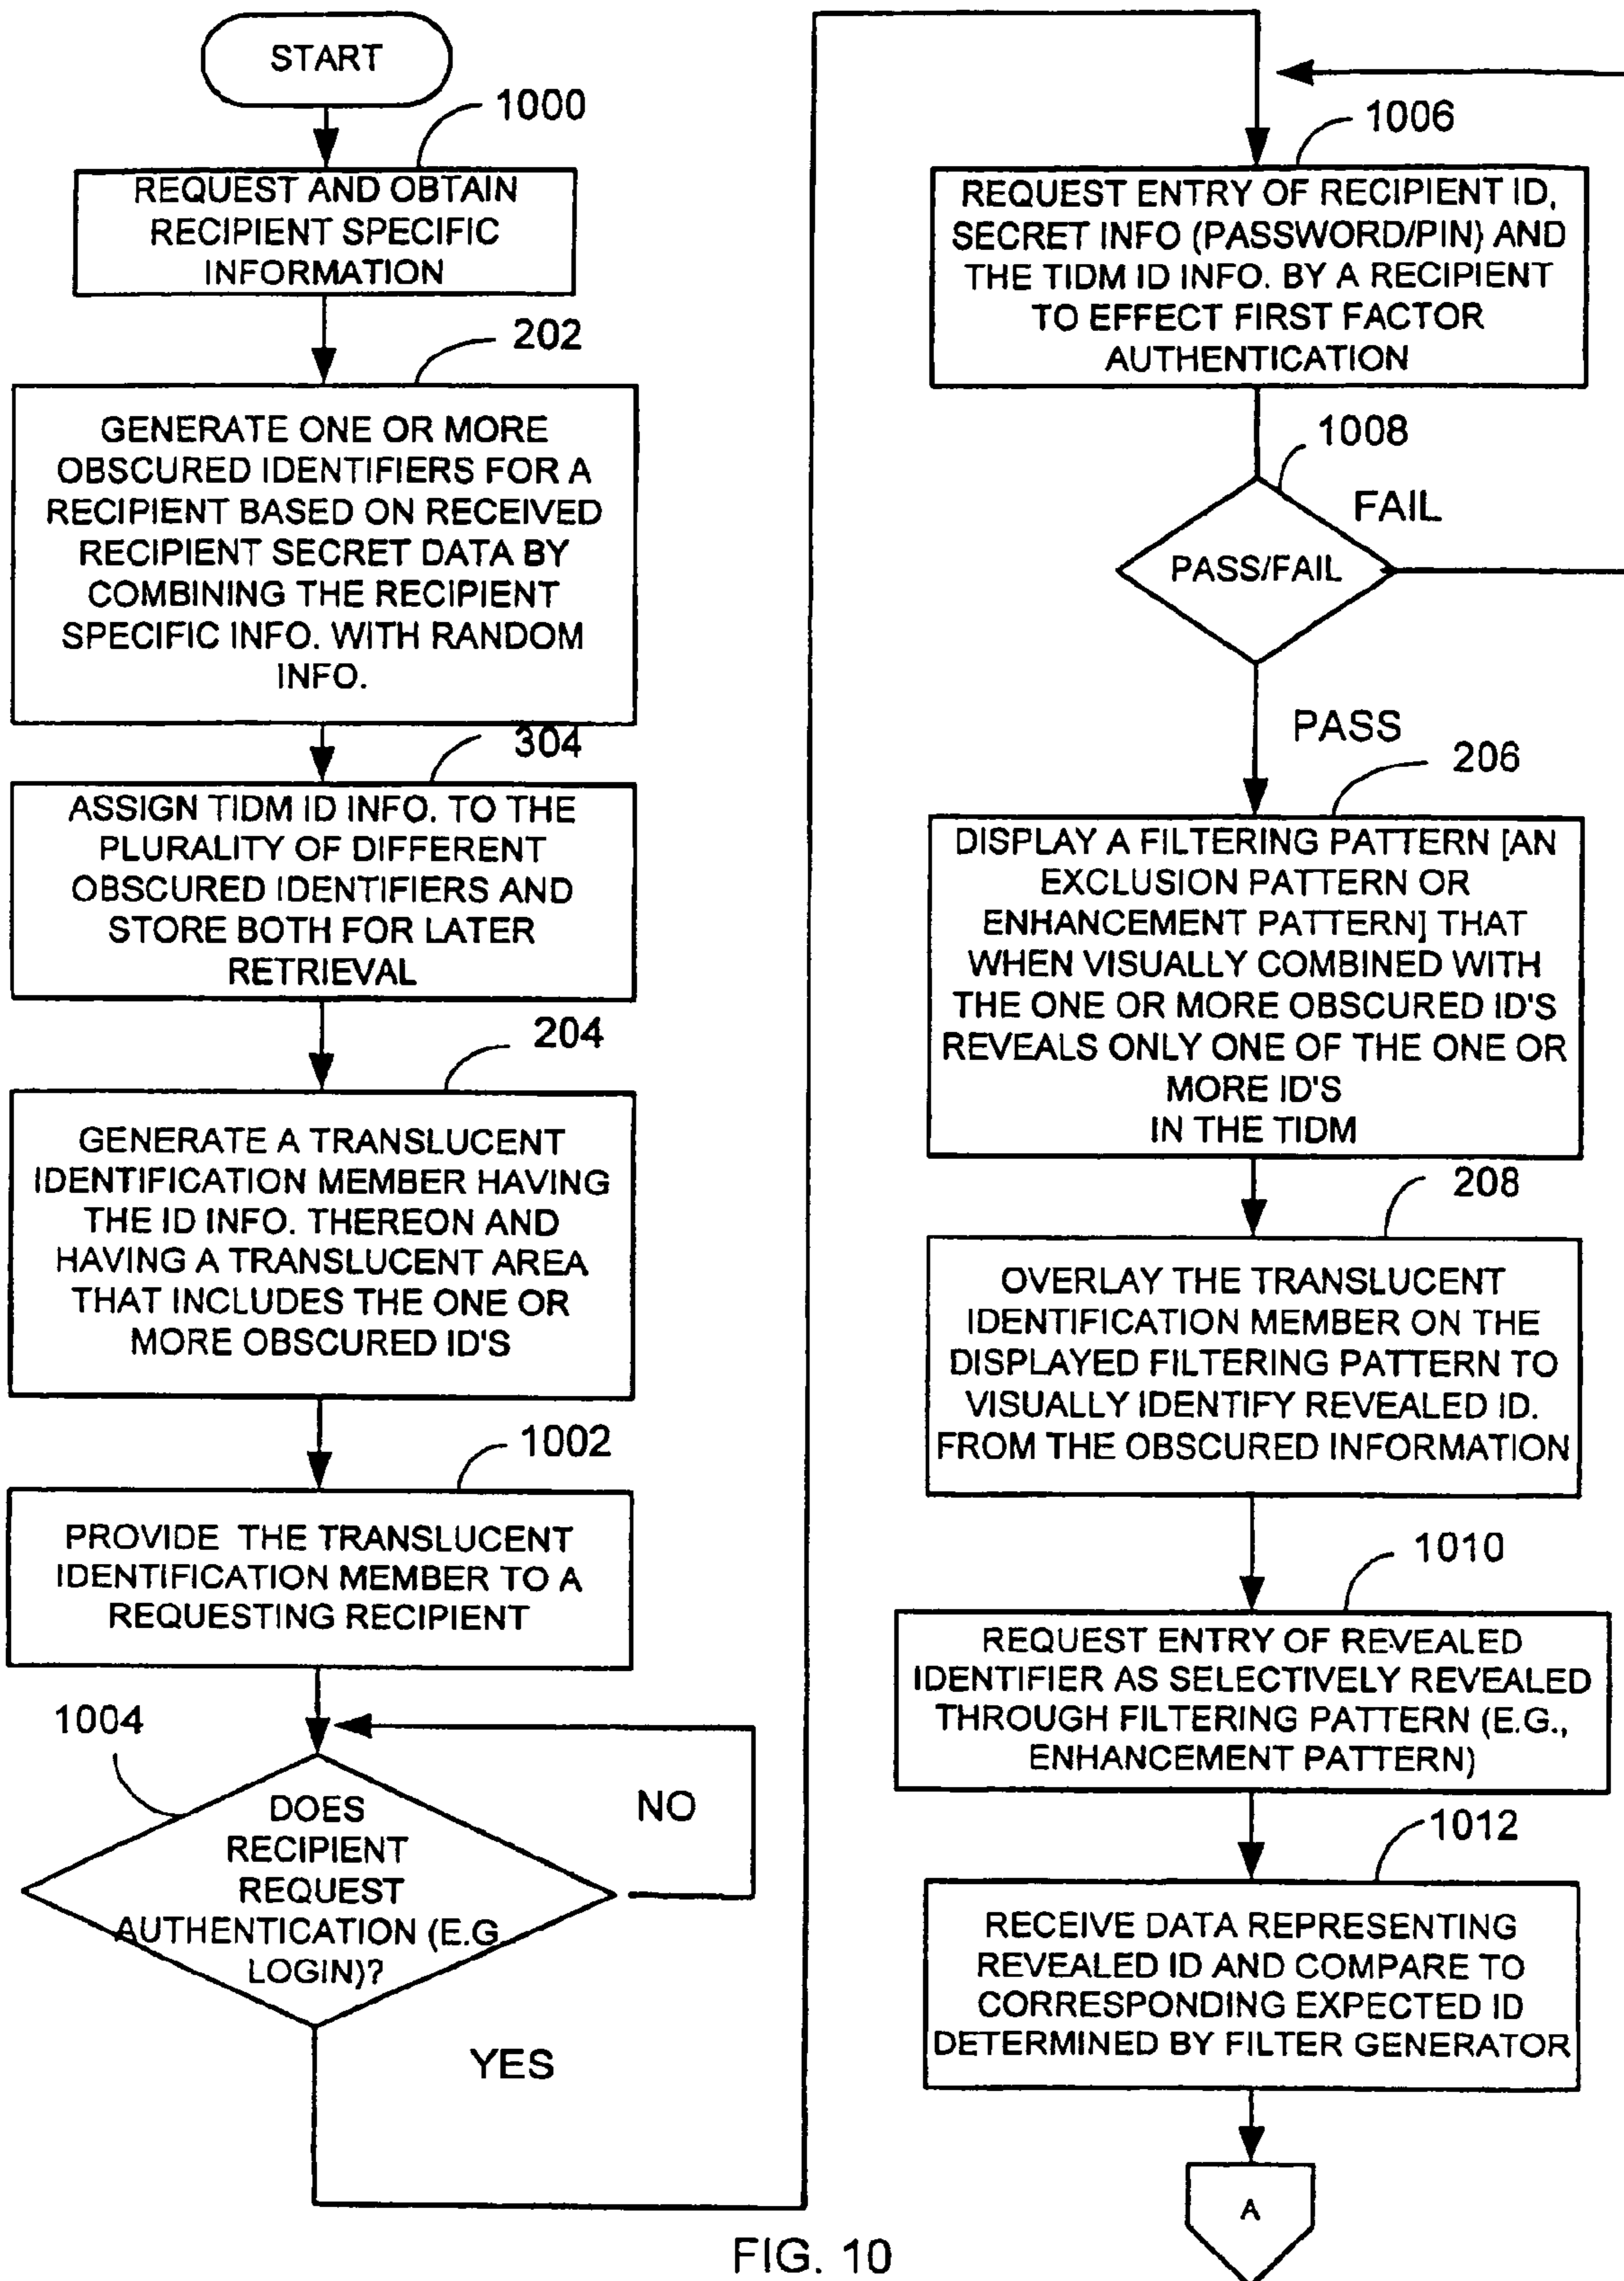 START
1000
REQUEST AND OBTAIN
RECIPIENT SPECIFIC
INFORMATION
202
GENERATE ONE OR MORE
OBSCURED IDENTIFIERS FOR A
RECIPIENT BASED ON RECEIVED
RECIPIENT SECRET DATA BY
COMBINING THE RECIPIENT
SPECIFIC INFO. WITH RANDOM
INFO.
304
ASSIGN TIDM ID INFO. TO THE
PLURALITY OF DIFFERENT
OBSCURED IDENTIFIERS AND
STORE BOTH FOR LATER
RETRIEVAL
204
GENERATE A TRANSLUCENT
IDENTIFICATION MEMBER HAVING
THE ID INFO. THEREON AND
HAVING A TRANSLUCENT AREA
THAT INCLUDES THE ONE OR
MORE OBSCURED ID'S
1002
PROVIDE THE TRANSLUCENT
IDENTIFICATION MEMBER TO A
REQUESTING RECIPIENT
1004
DOES
RECIPIENT
REQUEST
AUTHENTICATION (E.G.
LOGIN)?
NO
YES
1006
REQUEST ENTRY OF RECIPIENT ID,
SECRET INFO (PASSWORD/PIN) AND
THE TIDM ID INFO. BY A RECIPIENT
TO EFFECT FIRST FACTOR
AUTHENTICATION
1008
FAIL
PASS/FAIL
PASS
206
DISPLAY A FILTERING PATTERN [AN
EXCLUSION PATTERN OR
ENHANCEMENT PATTERN] THAT
WHEN VISUALLY COMBINED WITH
THE ONE OR MORE OBSCURED ID'S
REVEALS ONLY ONE OF THE ONE OR
MORE ID'S
IN THE TIDM
208
OVERLAY THE TRANSLUCENT
IDENTIFICATION MEMBER ON THE
DISPLAYED FILTERING PATTERN TO
VISUALLY IDENTIFY REVEALED ID.
FROM THE OBSCURED INFORMATION
1010
REQUEST ENTRY OF REVEALED
IDENTIFIER AS SELECTIVELY REVEALED
THROUGH FILTERING PATTERN (E.G.,
ENHANCEMENT PATTERN)
1012
RECEIVE DATA REPRESENTING
REVEALED ID AND COMPARE TO
CORRESPONDING EXPECTED ID
DETERMINED BY FILTER GENERATOR
A
FIG. 10